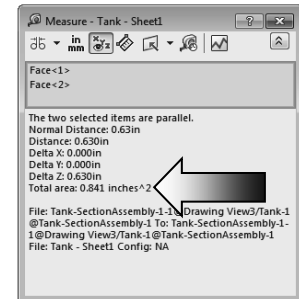 Measure - Tank - Sheet1
in
mm
XYZ
Face<1>
Face<2>
The two selected items are parallel.
Normal Distance: 0.63in
Distance: 0.630in
Delta X: 0.000in
Delta Y: 0.000in
Delta Z: 0.630in
Total area: 0.841 inches^2
File: Tank-SectionAssembly-1-1@Drawing View3/Tank-1
@Tank-SectionAssembly-1 To: Tank-SectionAssembly-1-
1@Drawing View3/Tank-1@Tank-SectionAssembly-1
File: Tank - Sheet1 Config: NA